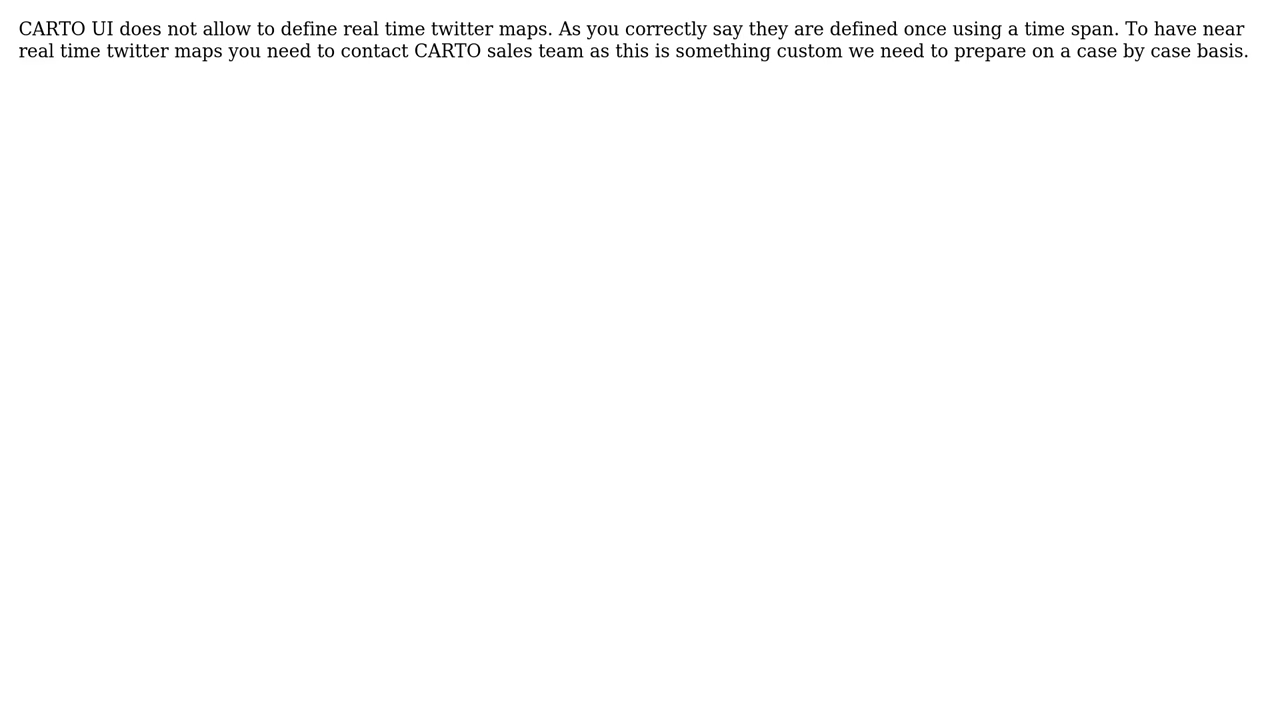 CARTO UI does not allow to define real time twitter maps. As you correctly say they are defined once using a time span. To have near
real time twitter maps you need to contact CARTO sales team as this is something custom we need to prepare on a case by case basis.